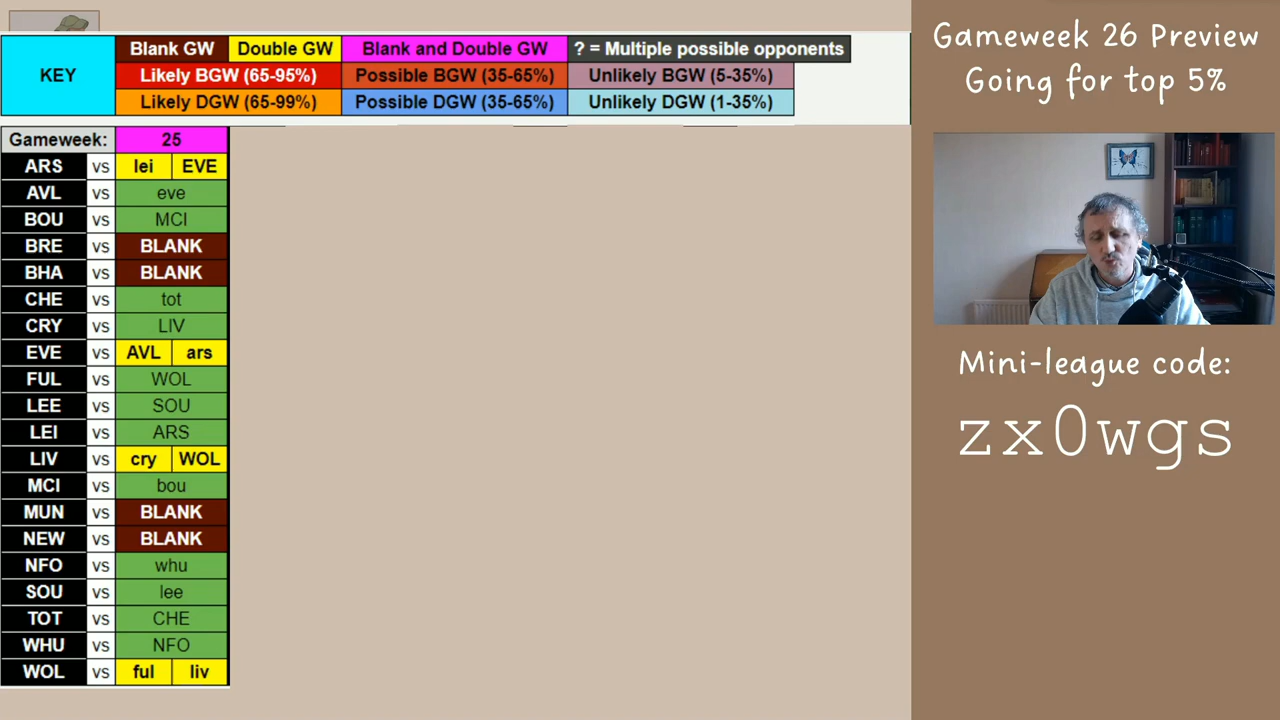 KEY
Blank GW Double GW Blank and Double GW ? = Multiple possible opponents
Likely BGW (65-95%) Possible BGW (35-65%) Unlikely BGW (5-35%)
Likely DGW (65-99%) Possible DGW (35-65%) Unlikely DGW (1-35%)
Gameweek: 25
ARS vs lei EVE
AVL vs eve
BOU vs MCI
BRE vs BLANK
BHA vs BLANK
CHE vs tot
CRY vs LIV
EVE vs AVL ars
FUL vs WOL
LEE vs SOU
LEI vs ARS
LIV vs cry WOL
MCI vs bou
MUN vs BLANK
NEW vs BLANK
NFO vs whu
SOU vs lee
TOT vs CHE
WHU vs NFO
WOL vs ful liv
Gameweek 26 Preview
Going for top 5%
Mini-league code:
zx0wgs